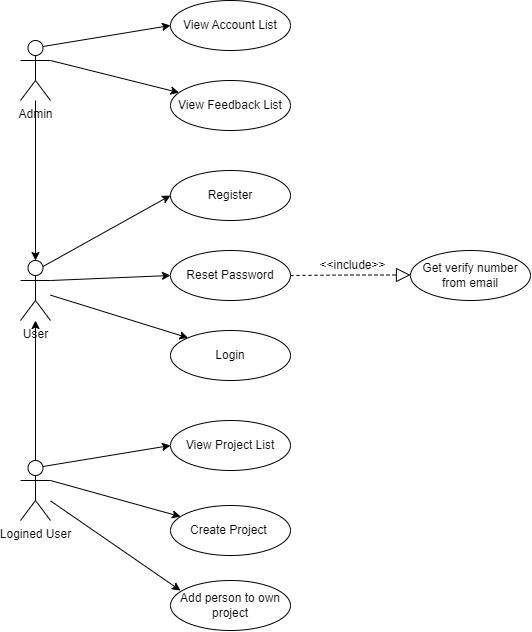 View Account List
Admin
View Feedback List
Register
Reset Password
<<include>>
Get verify number
from email
User
Login
View Project List
Logined User
Create Project
Add person to own
project